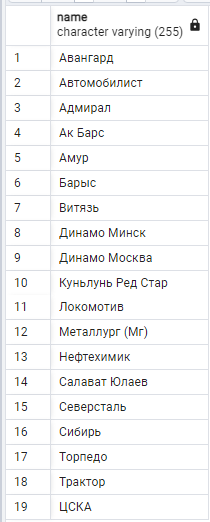 name
character varying (255)
1 Авангард
2 Автомобилист
3 Адмирал
4 Ак Барс
5 Амур
6 Барыс
7 Витязь
8 Динамо Минск
9 Динамо Москва
10 Куньлунь Ред Стар
11 Локомотив
12 Металлург (Мг)
13 Нефтехимик
14 Салават Юлаев
15 Северсталь
16 Сибирь
17 Торпедо
18 Трактор
19 ЦСКА